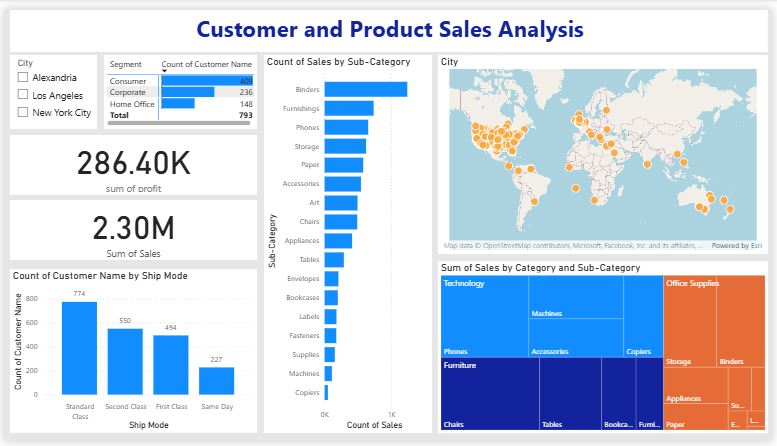 Customer and Product Sales Analysis
City
Alexandria
Los Angeles
New York City
Segment Count of Customer Name
Consumer 409
Corporate 236
Home Office 148
Total 793
286.40K
sum of orofit
2.30M
Sum of Sales
Count of Customer Name by Ship Mode
Count of Customer Name
800
600
400
200
0
774
550
494
227
Standard
Class
Second Class
First Class
Same Day
Ship Mode
Count of Sales by Sub-Category
Sub-Category
Binders
Furnishings
Phones
Storage
Paper
Accessories
Art
Chairs
Appliances
Tables
Envelopes
Bookcases
Labels
Fasteners
Supplies
Machines
Copiers
0K 1K
Count of Sales
City
Map data © OpenStreetMap contributors, Microsoft, Facebook, Inc. and its affiliates, ... Powered by Esri
Sum of Sales by Category and Sub-Category
Technology
Phones
Machines
Accessories
Copiers
Furniture
Chairs
Tables
Bookca...
Furni...
Office Supplies
Storage
Binders
Appliances
Paper
Su...
E...
L...